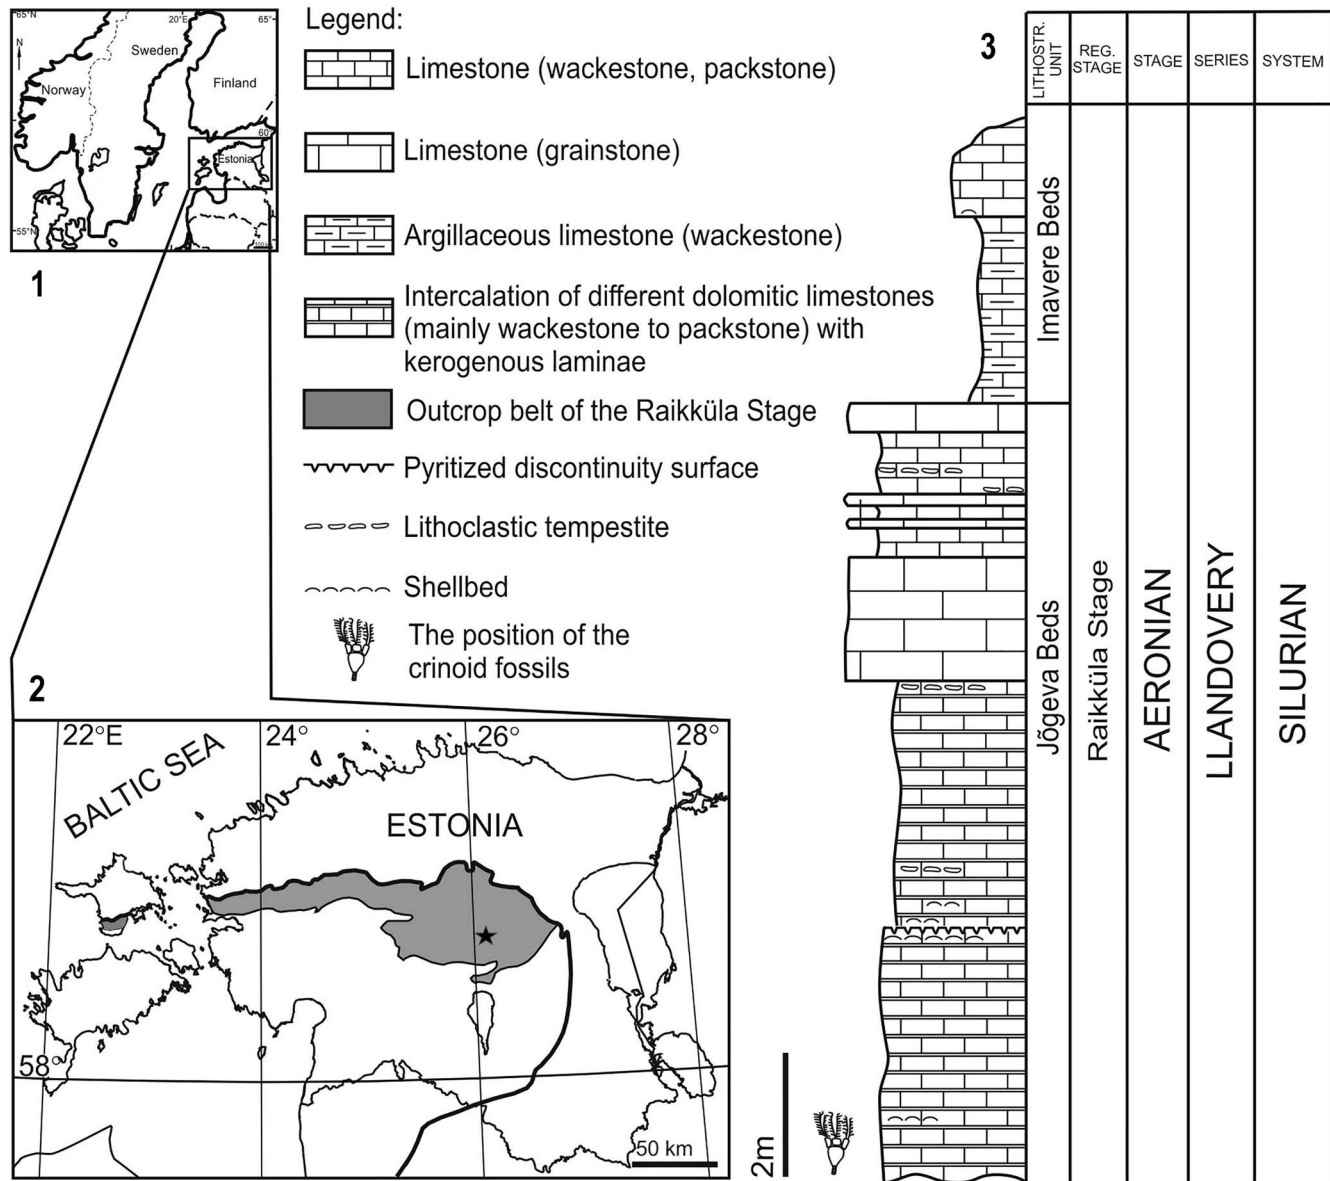 65°N
20°E
65°
N
Sweden
Norway
Finland
60°
Estonia
55°N
1
Legend:
Limestone (wackestone, packstone)
Limestone (grainstone)
Argillaceous limestone (wackestone)
Intercalation of different dolomitic limestones
(mainly wackestone to packstone) with
kerogenous laminae
Outcrop belt of the Raikküla Stage
Pyritized discontinuity surface
Lithoclastic tempestite
Shellbed
The position of the
crinoid fossils
2
22°E
24°
26°
28°
BALTIC SEA
ESTONIA
58°
50 km
3
LITHOSTR.
UNIT
REG.
STAGE
STAGE
SERIES
SYSTEM
Imavere Beds
Jõgeva Beds
Raikküla Stage
AERONIAN
LLANDOVERY
SILURIAN
2m